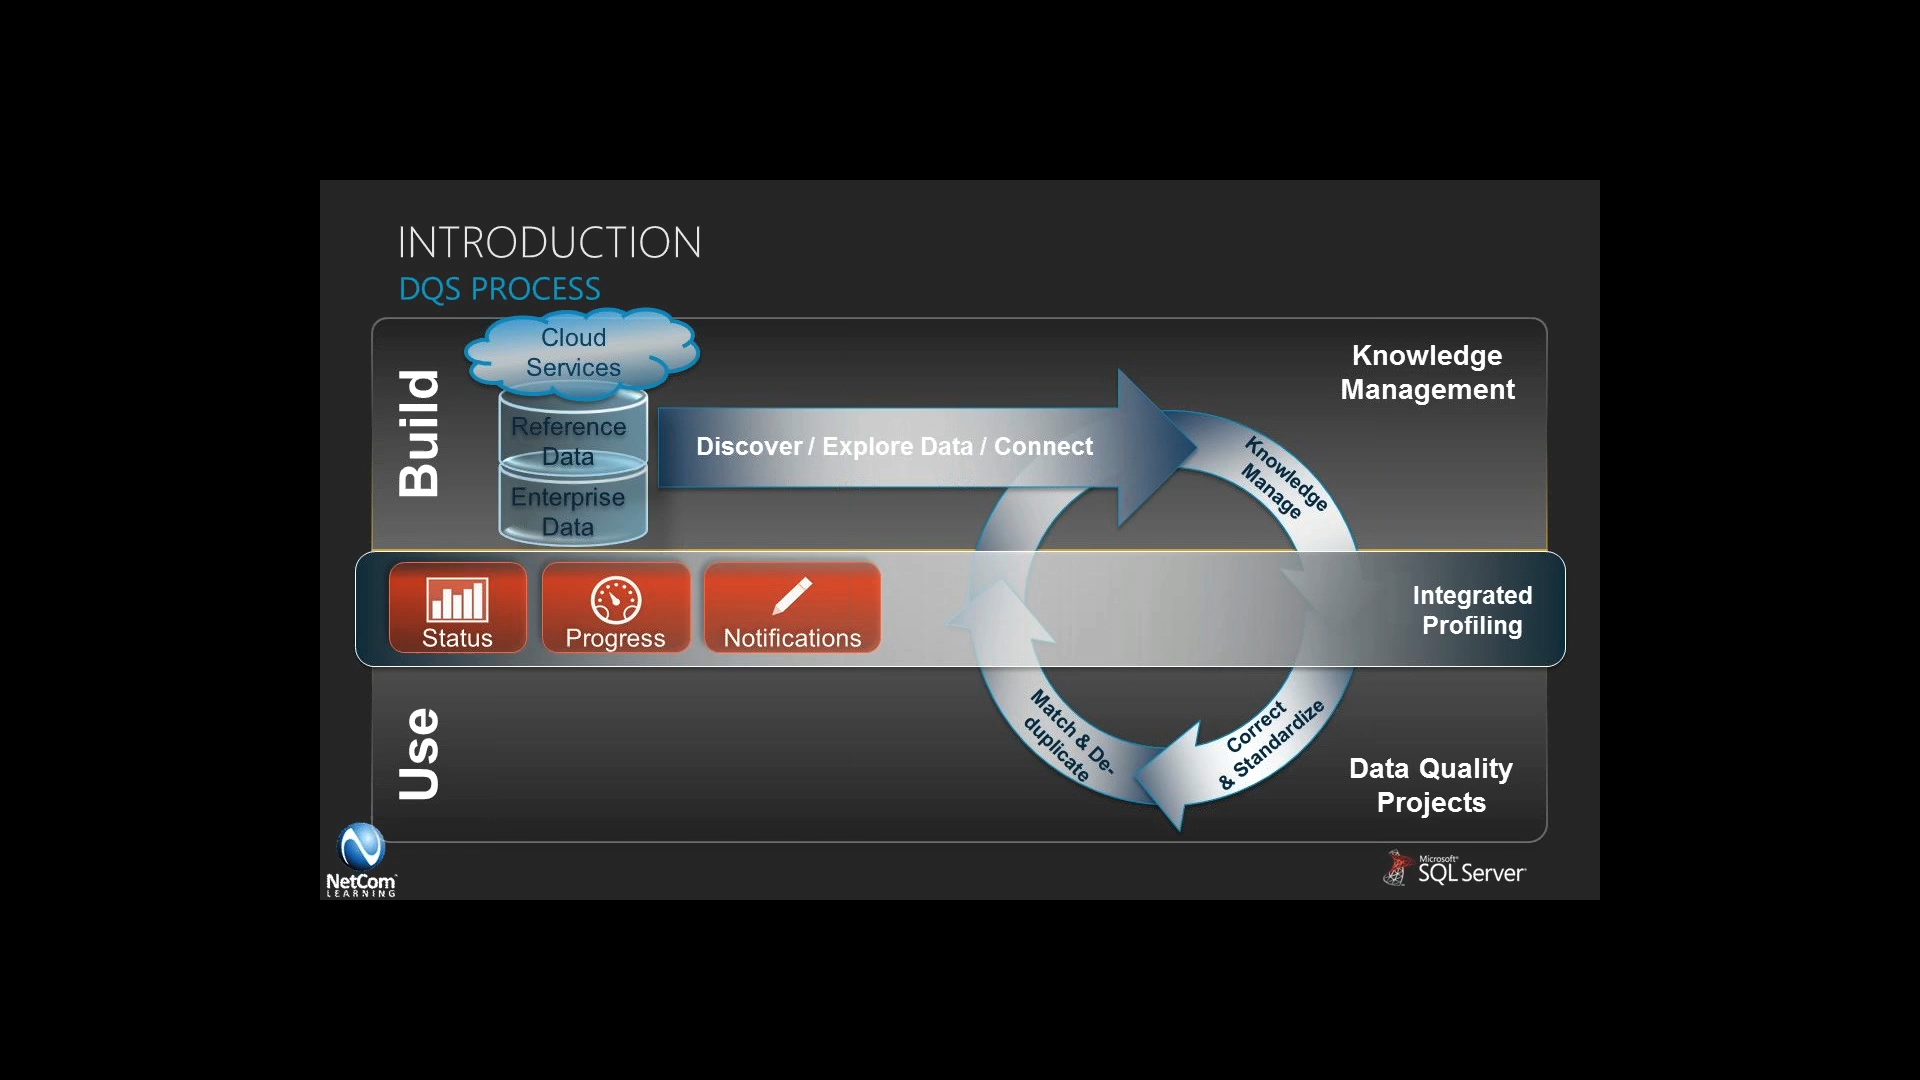 INTRODUCTION
DQS PROCESS
Build
Cloud
Services
Reference
Data
Enterprise
Data
Discover / Explore Data / Connect
Knowledge
Manage
Knowledge
Management
Status
Progress
Notifications
Integrated
Profiling
Use
Match & De-
duplicate
Correct
& Standardize
Data Quality
Projects
NetCom
LEARNING
Microsoft
SQL Server